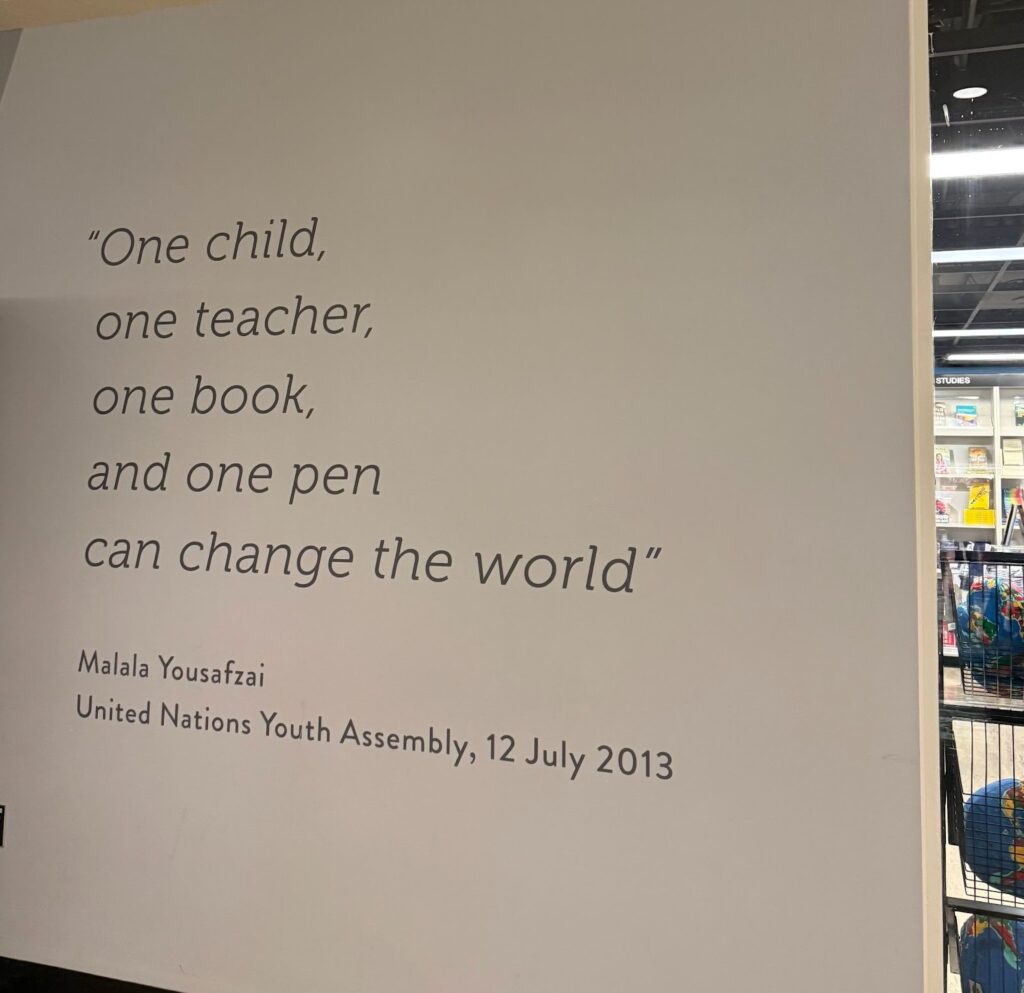 “One child,
one teacher,
one book,
and one pen
can change the world”
Malala Yousafzai
United Nations Youth Assembly, 12 July 2013
STUDIES